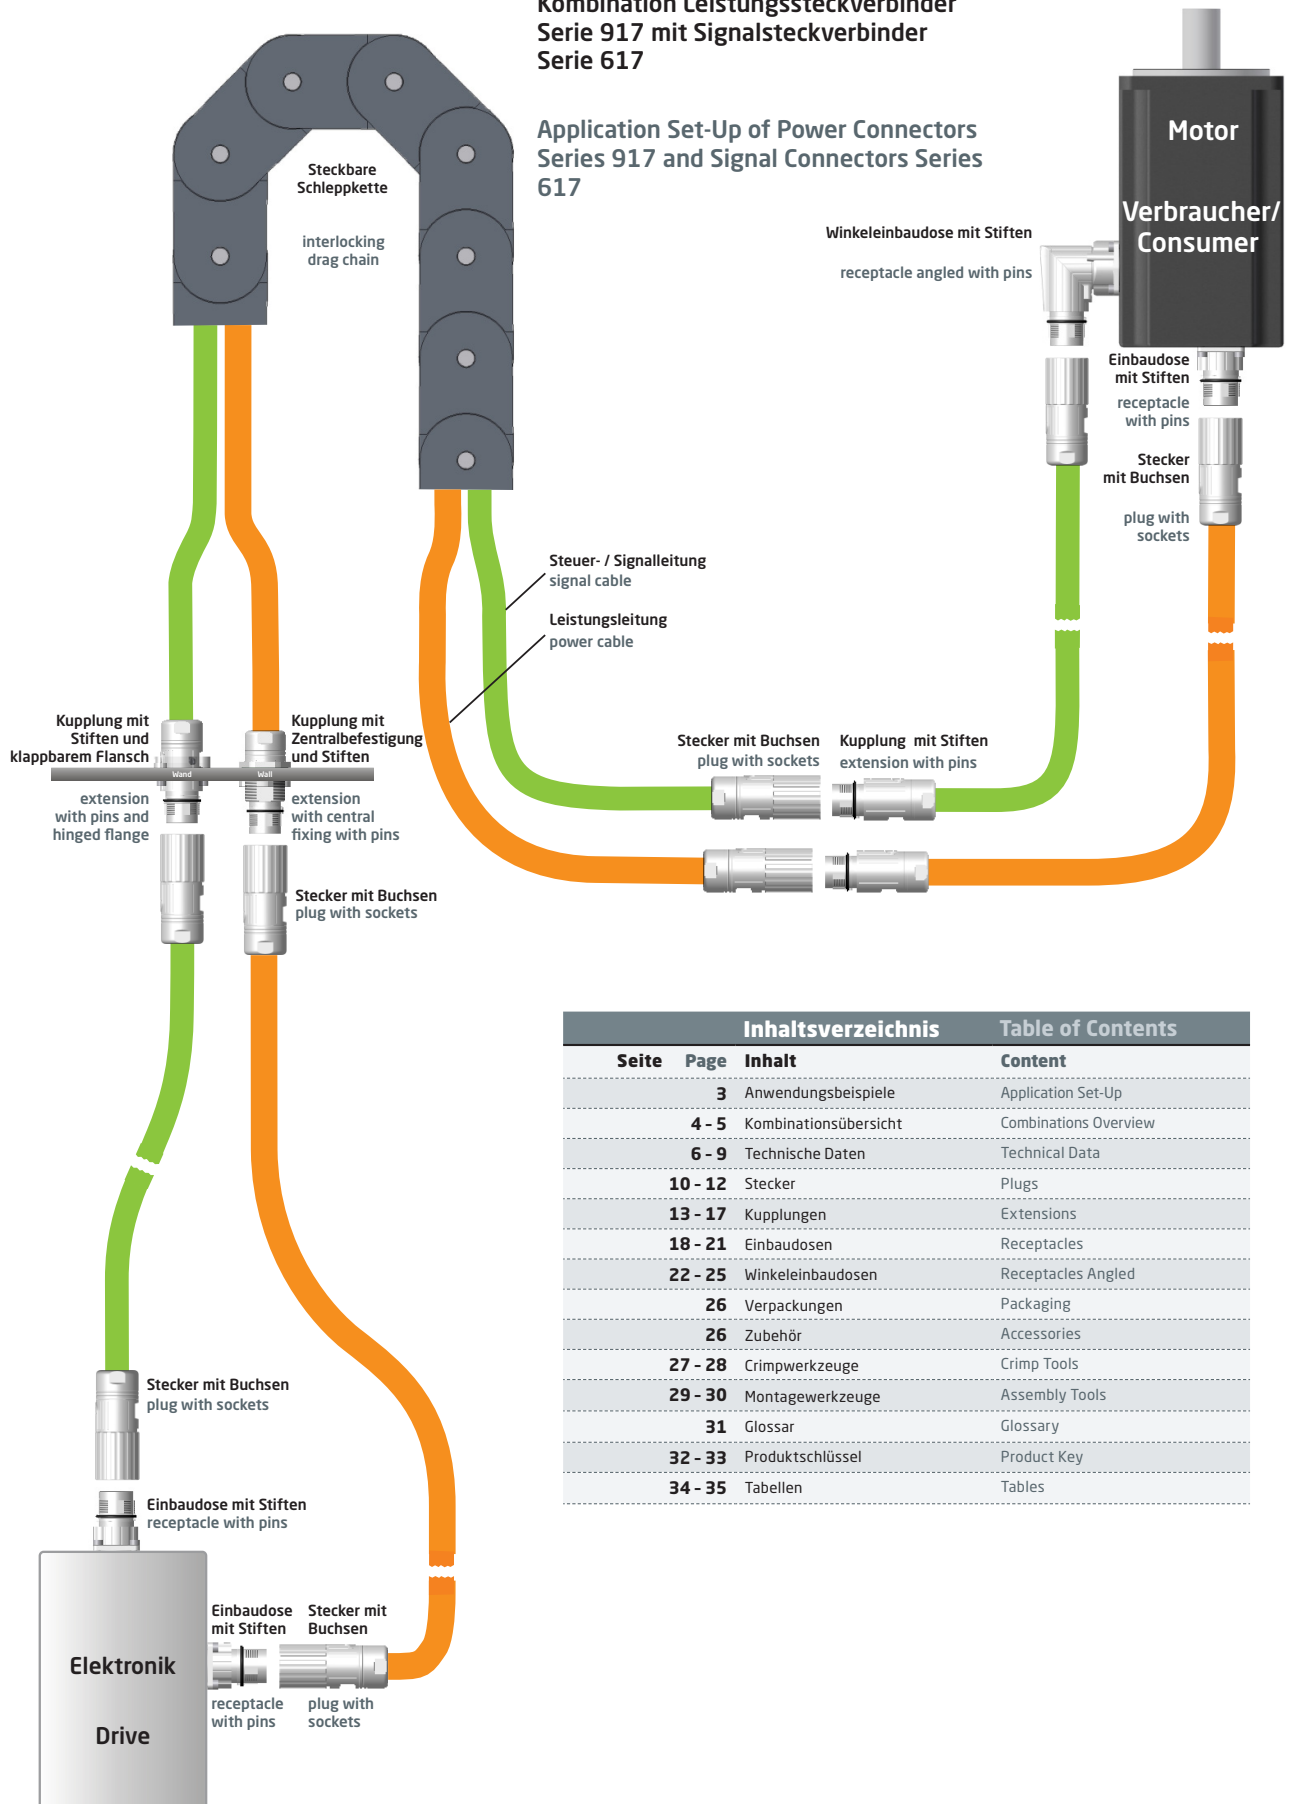 Kombination Leistungssteckverbinder
Serie 917 mit Signalsteckverbinder
Serie 617
Application Set-Up of Power Connectors
Series 917 and Signal Connectors Series
617
Steckbare
Schleppkette
interlocking
drag chain
Motor
Verbraucher/
Consumer
Winkeleinbaudose mit Stiften
receptacle angled with pins
Einbaudose
mit Stiften
receptacle
with pins
Stecker
mit Buchsen
plug with
sockets
Steuer- / Signalleitung
signal cable
Leistungsleitung
power cable
Kupplung mit
Stiften und
klappbarem Flansch
Wand
extension
with pins and
hinged flange
Kupplung mit
Zentralbefestigung
und Stiften
Wall
extension
with central
fixing with pins
Stecker mit Buchsen
plug with sockets
Kupplung mit Stiften
extension with pins
Stecker mit Buchsen
plug with sockets
Inhaltsverzeichnis Table of Contents
Seite Page Inhalt Content
3 Anwendungsbeispiele Application Set-Up
4 – 5 Kombinationsübersicht Combinations Overview
6 – 9 Technische Daten Technical Data
10 – 12 Stecker Plugs
13 – 17 Kupplungen Extensions
18 – 21 Einbaudosen Receptacles
22 – 25 Winkeleinbaudosen Receptacles Angled
26 Verpackungen Packaging
26 Zubehör Accessories
27 – 28 Crimpwerkzeuge Crimp Tools
29 – 30 Montagewerkzeuge Assembly Tools
31 Glossar Glossary
32 – 33 Produktschlüssel Product Key
34 – 35 Tabellen Tables
Stecker mit Buchsen
plug with sockets
Einbaudose mit Stiften
receptacle with pins
Einbaudose
mit Stiften
receptacle
with pins
Stecker mit
Buchsen
plug with
sockets
Elektronik
Drive